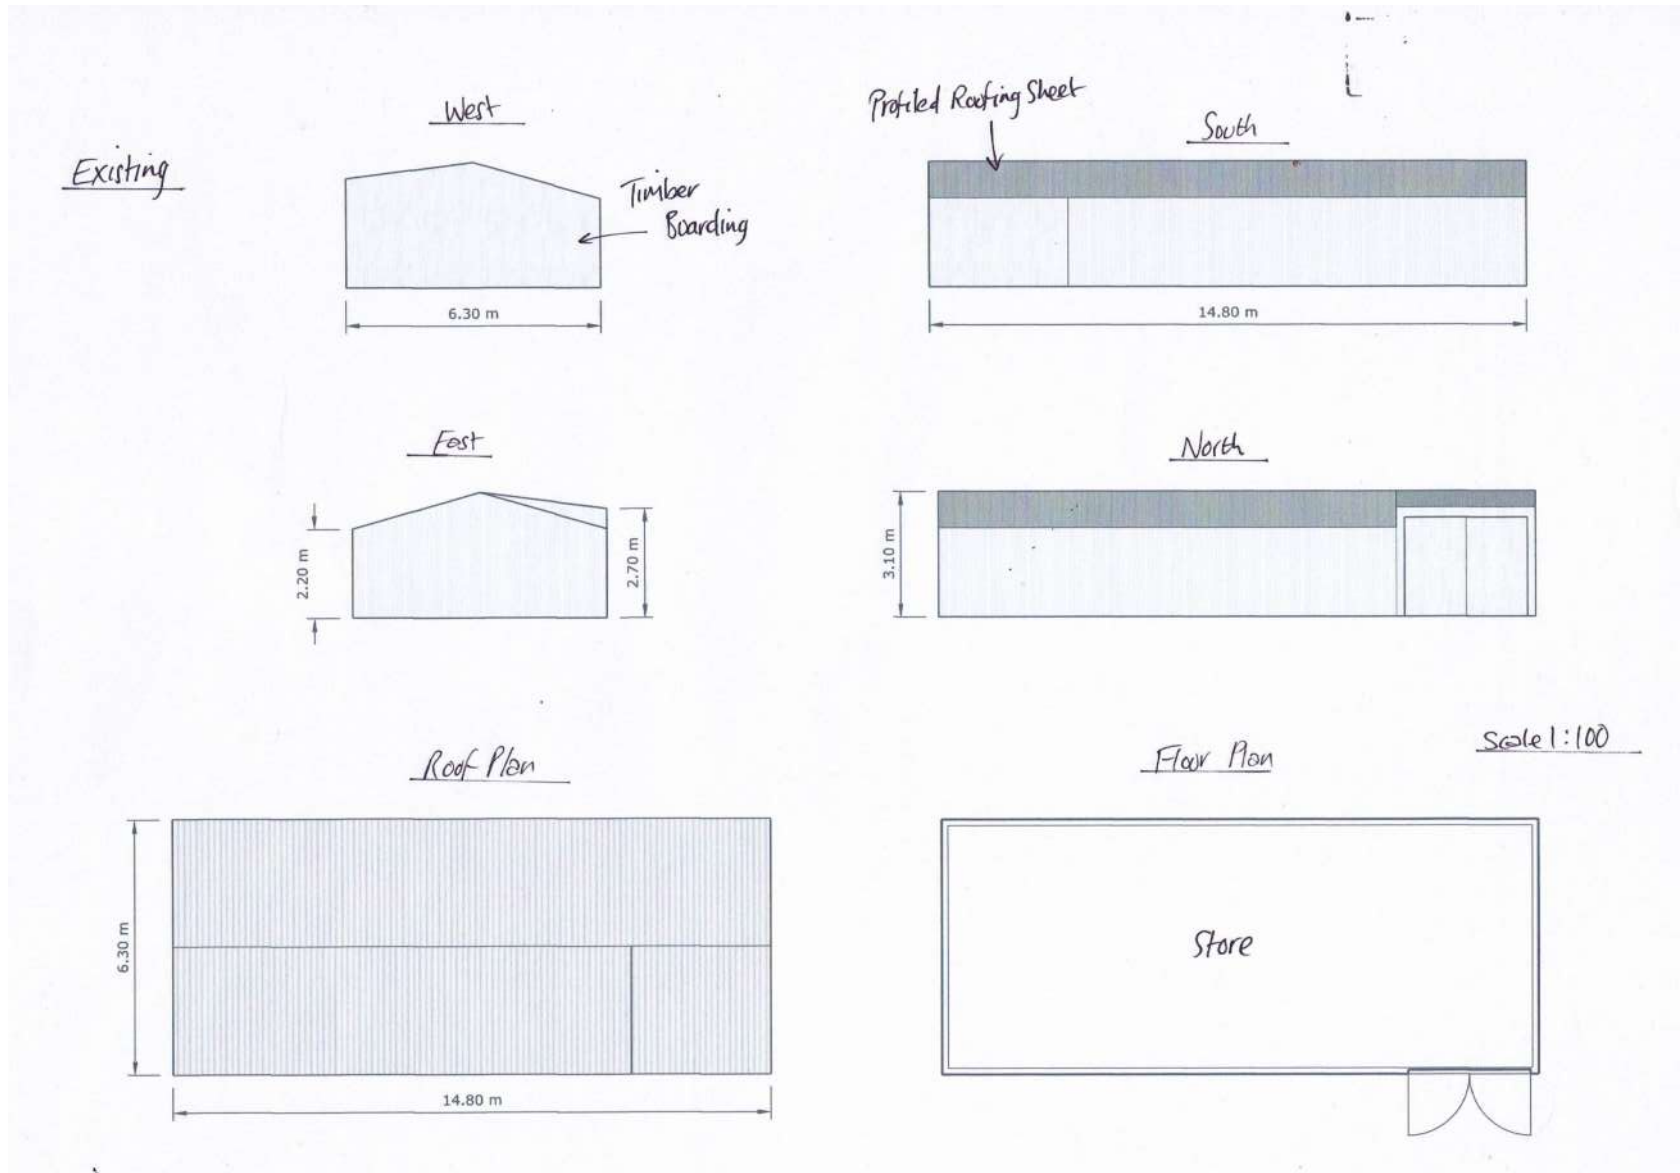 Existing
West
Timber
Boarding
6.30 m
Profiled Roofing Sheet
South
14.80 m
East
2.20 m
2.70 m
North
3.10 m
Roof Plan
6.30 m
14.80 m
Floor Plan
Scale 1:100
Store